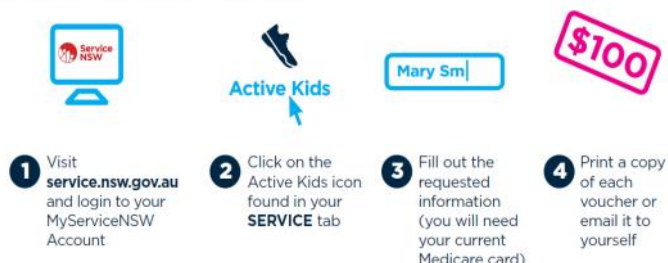 Service
NSW
Active Kids
Mary Sm
$100
1 Visit
service.nsw.gov.au
and login to your
MyServiceNSW
Account
2 Click on the
Active Kids icon
found in your
SERVICE tab
3 Fill out the
requested
information
(you will need
your current
Medicare card)
4 Print a copy
of each
voucher or
email it to
yourself